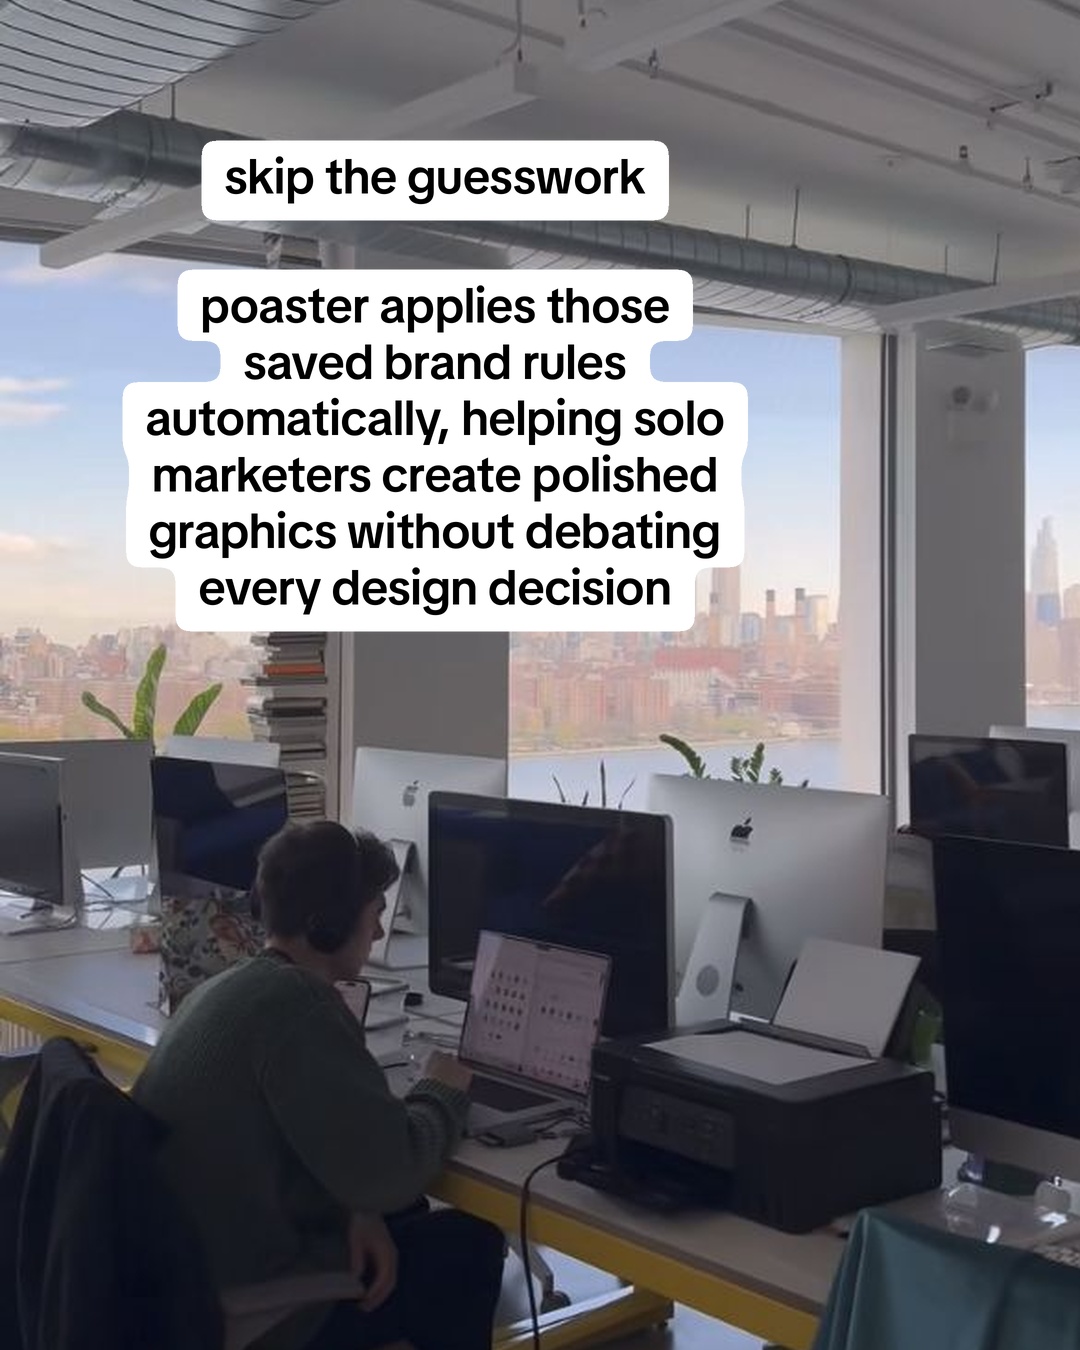 skip the guesswork
poaster applies those
saved brand rules
automatically, helping solo
marketers create polished
graphics without debating
every design decision